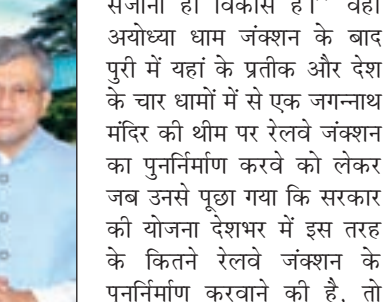 सजाना ही विकास है।'' वहीं
अयोध्या धाम जंक्शन के बाद
पुरी में यहां के प्रतीक और देश
के चार धामों में से एक जगन्नाथ
मंदिर की थीम पर रेलवे जंक्शन
का पुनर्निर्माण करवे को लेकर
जब उनसे पूछा गया कि सरकार
की योजना देशभर में इस तरह
के कितने रेलवे जंक्शन के
पुनर्निर्माण करवाने की है, तो